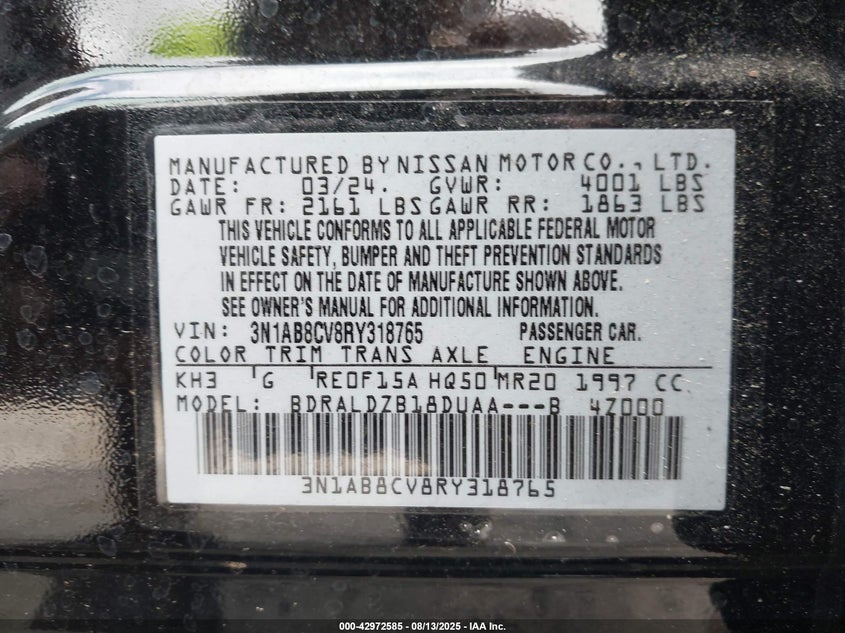 MANUFACTURED BY NISSAN MOTOR CO., LTD.
DATE: 03/24. GVWR: 4001 LBS
GAWR FR: 2161 LBS GAWR RR: 1863 LBS
THIS VEHICLE CONFORMS TO ALL APPLICABLE FEDERAL MOTOR
VEHICLE SAFETY, BUMPER AND THEFT PREVENTION STANDARDS
IN EFFECT ON THE DATE OF MANUFACTURE SHOWN ABOVE.
SEE OWNER'S MANUAL FOR ADDITIONAL INFORMATION.
VIN: 3N1AB8CV8RY318765 PASSENGER CAR.
COLOR TRIM TRANS AXLE ENGINE
KH3 G RE0F15A HQ50 MR20 1997 CC
MODEL: BDRALDZB18DUAA---B 4Z000
3N1AB8CV8RY318765
000-42972585 - 08/13/2025 - IAA Inc.